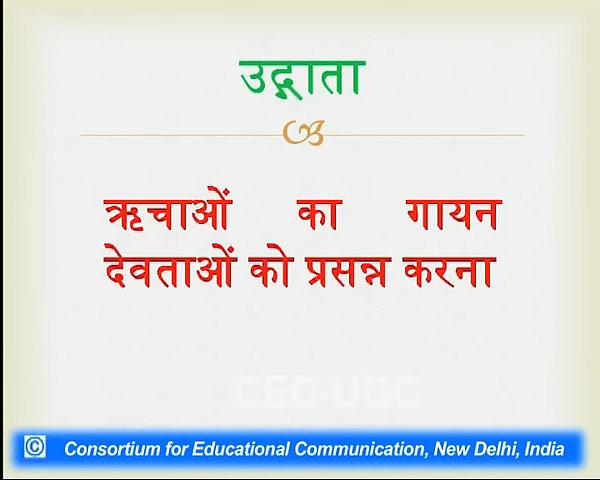 उद्गाता
ऋचाओं का गायन
देवताओं को प्रसन्न करना
CEC-UGC
© Consortium for Educational Communication, New Delhi, India